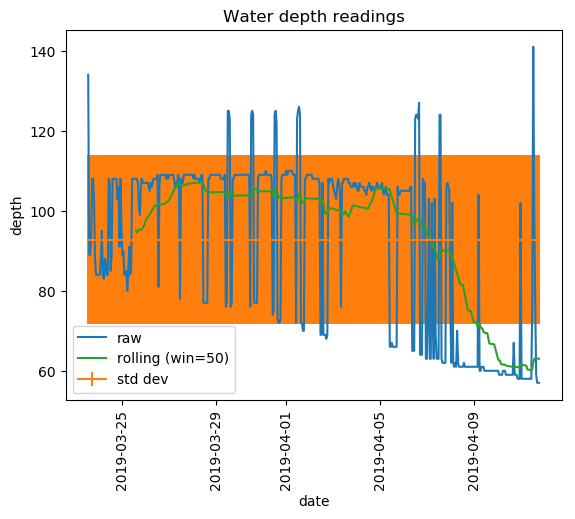 Water depth readings
140
120
100
80
60
depth
raw
rolling (win=50)
std dev
2019-03-25
2019-03-29
2019-04-01
2019-04-05
2019-04-09
date